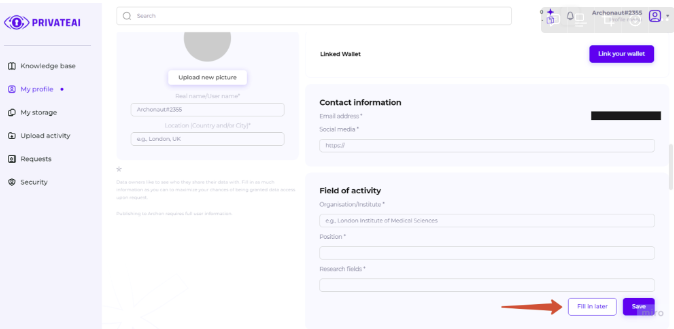 PRIVATEAI
Search
0
Archonaut#2355
Linked Wallet
Link your wallet
Knowledge base
My profile
My storage
Upload activity
Requests
Security
Upload new picture
Real name/User name*
Archonaut#2355
Location (Country and/or City)*
e.g., London, UK
Contact information
Email address *
Social media *
https://
Field of activity
Organisation/Institute *
e.g., London Institute of Medical Sciences
Position *
Research fields *
Fill in later
Save